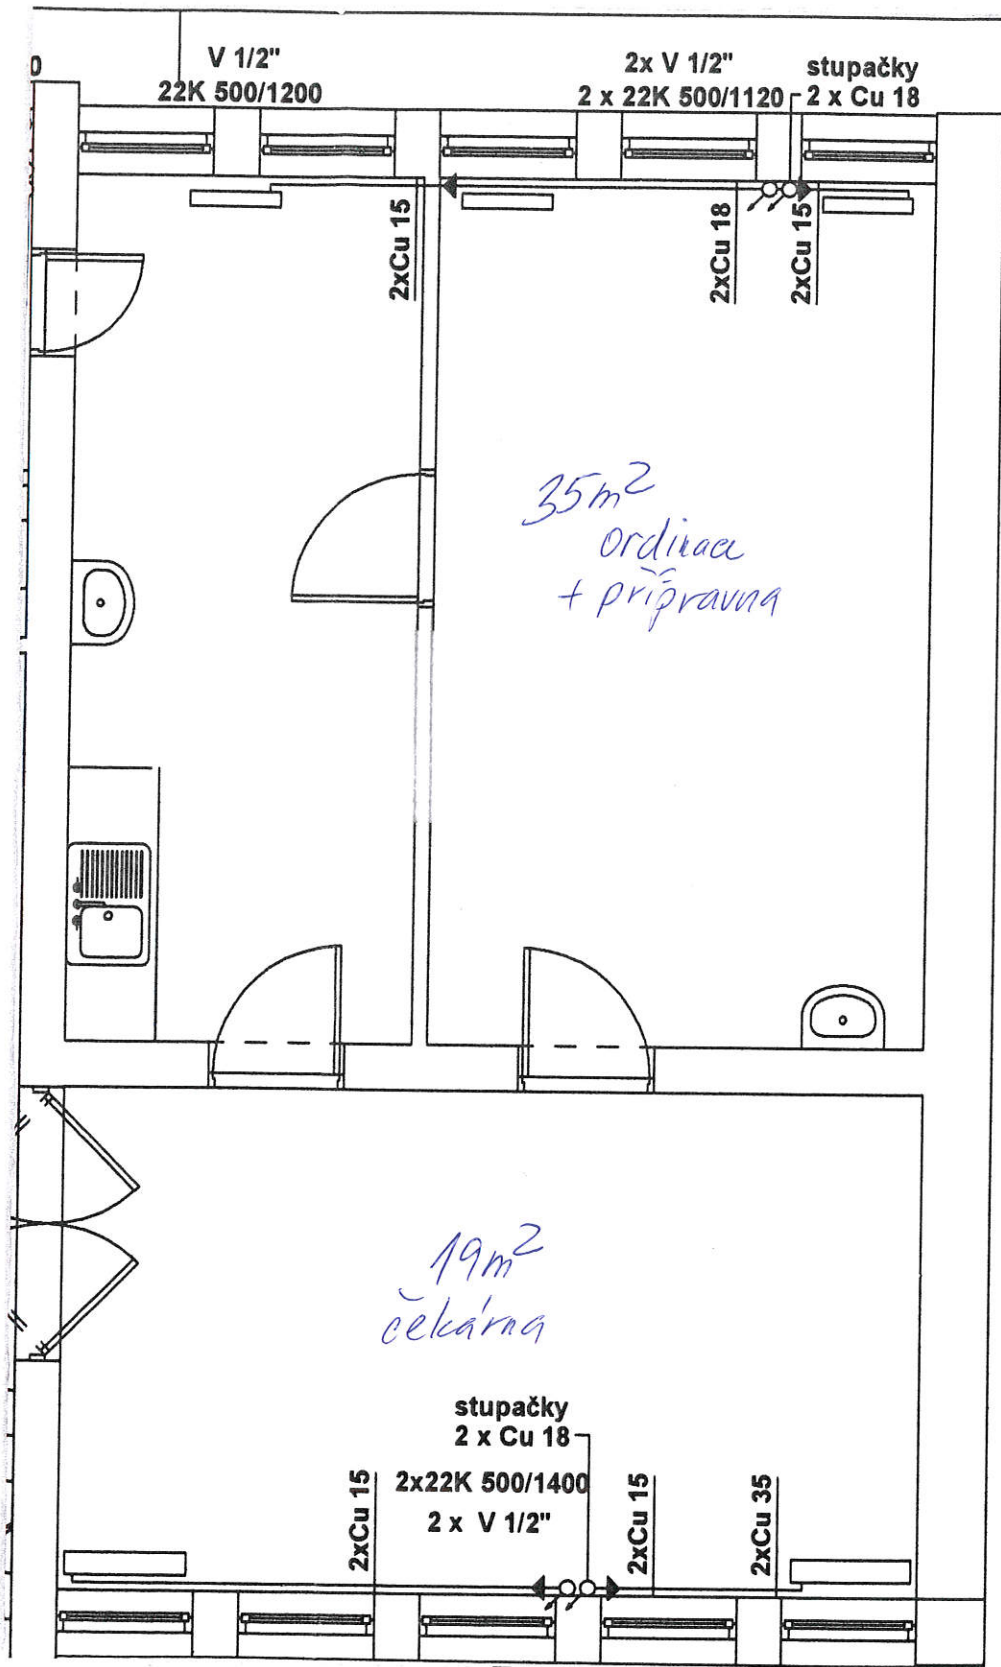 0
V 1/2"
22K 500/1200
2x V 1/2"
2 x 22K 500/1120
stupačky
2 x Cu 18
2xCu 15
2xCu 18
2xCu 15
35m²
ordinace
+ přípravna
19m²
čekárna
stupačky
2 x Cu 18
2x22K 500/1400
2 x V 1/2"
2xCu 15
2xCu 15
2xCu 35